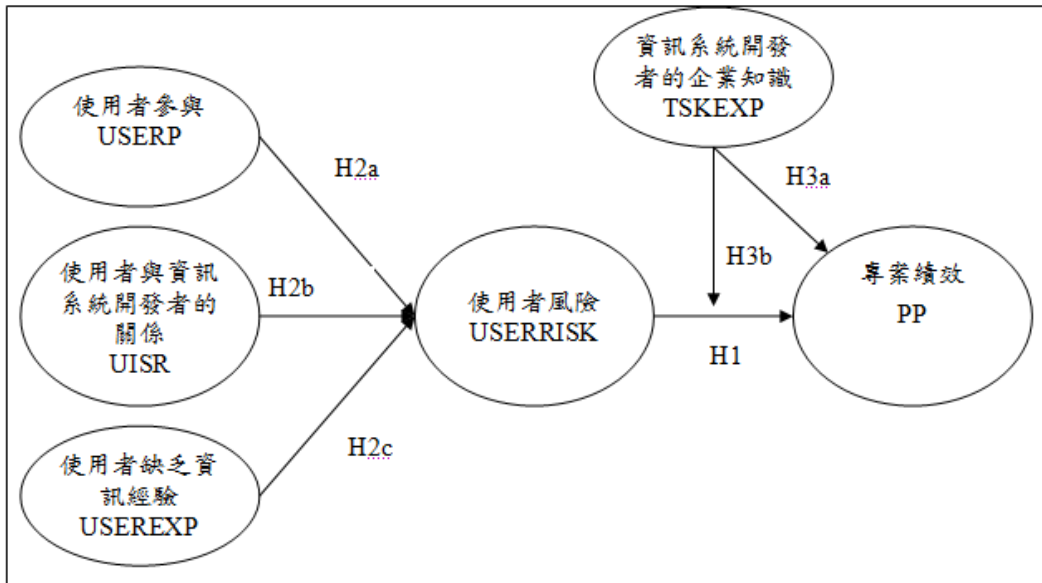 使用者參與
USERP
使用者與資訊
系統開發者的
關係
UISR
使用者缺乏資
訊經驗
USEREXP
H2a
H2b
H2c
使用者風險
USERRISK
資訊系統開發
者的企業知識
TSKEXP
H3a
H3b
H1
專業績效
PP